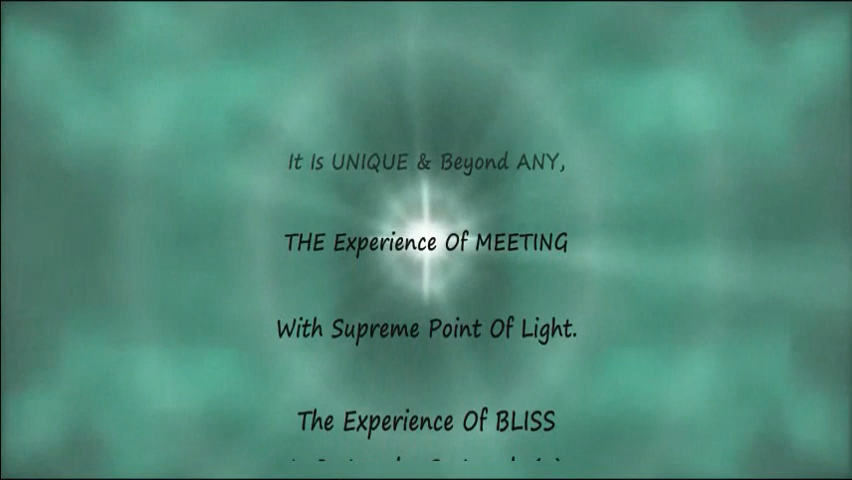 It Is UNIQUE & Beyond ANY,
THE Experience Of MEETING
With Supreme Point Of Light.
The Experience Of BLISS